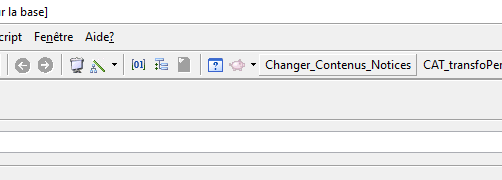 r la base]
cript Fenêtre Aide?
[01] ? Changer_Contenus_Notices CAT_transfoPer